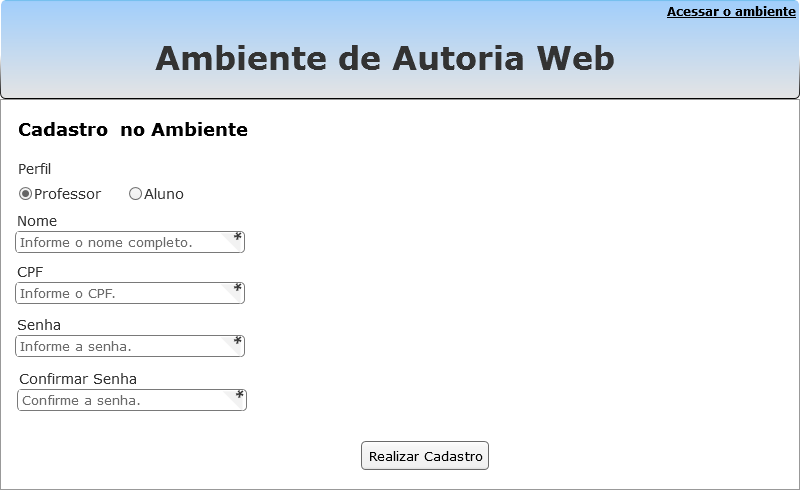 Acessar o ambiente
Ambiente de Autoria Web
Cadastro no Ambiente
Perfil
Professor Aluno
Nome
Informe o nome completo. *
CPF
Informe o CPF. *
Senha
Informe a senha. *
Confirmar Senha
Confirme a senha. *
Realizar Cadastro